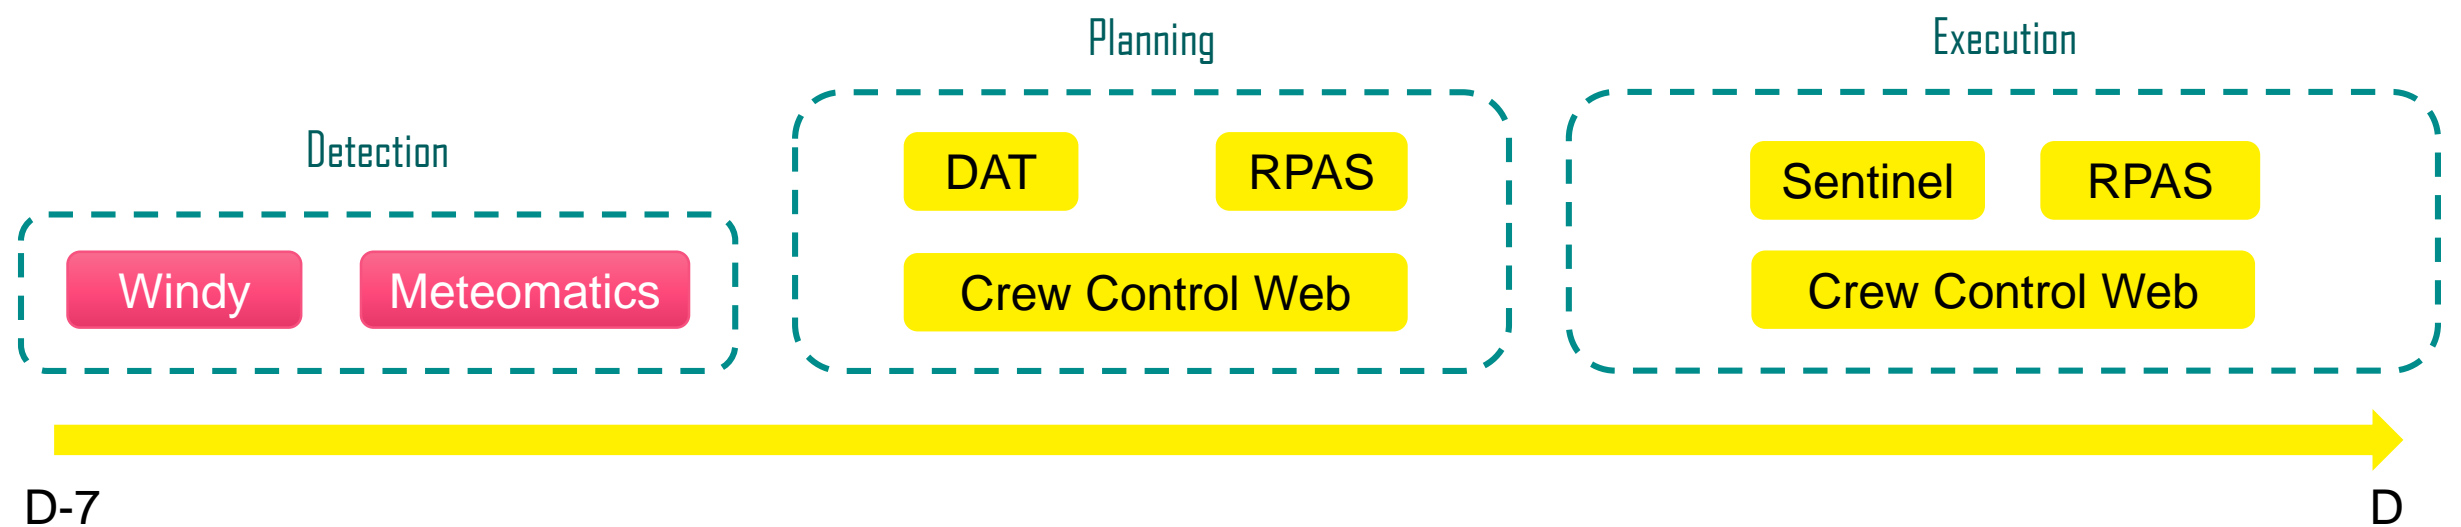 Detection
Windy Meteomatics
Planning
DAT RPAS
Crew Control Web
Execution
Sentinel RPAS
Crew Control Web
D-7 D